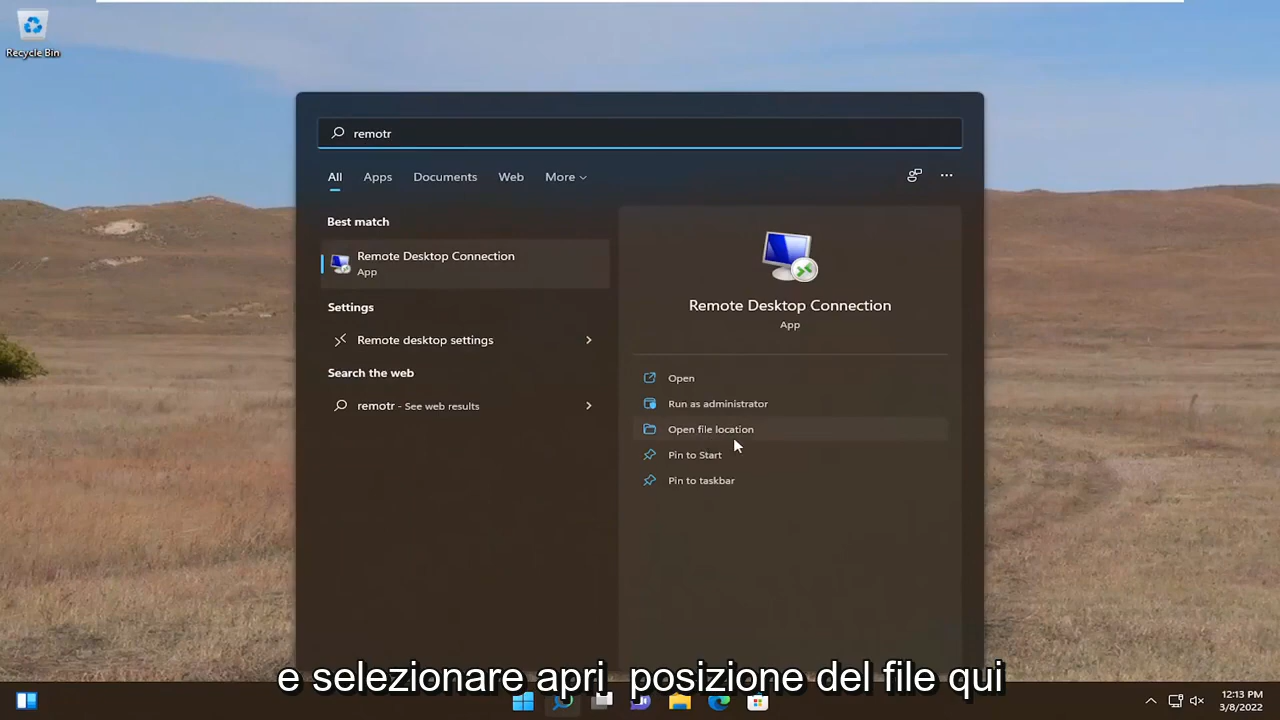 Recycle Bin
remotr
All Apps Documents Web More
Best match
Remote Desktop Connection
App
Settings
Remote desktop settings
Search the web
remotr - See web results
Remote Desktop Connection
App
Open
Run as administrator
Open file location
Pin to Start
Pin to taskbar
e selezionare apri posizione del file qui
12:13 PM
3/8/2022